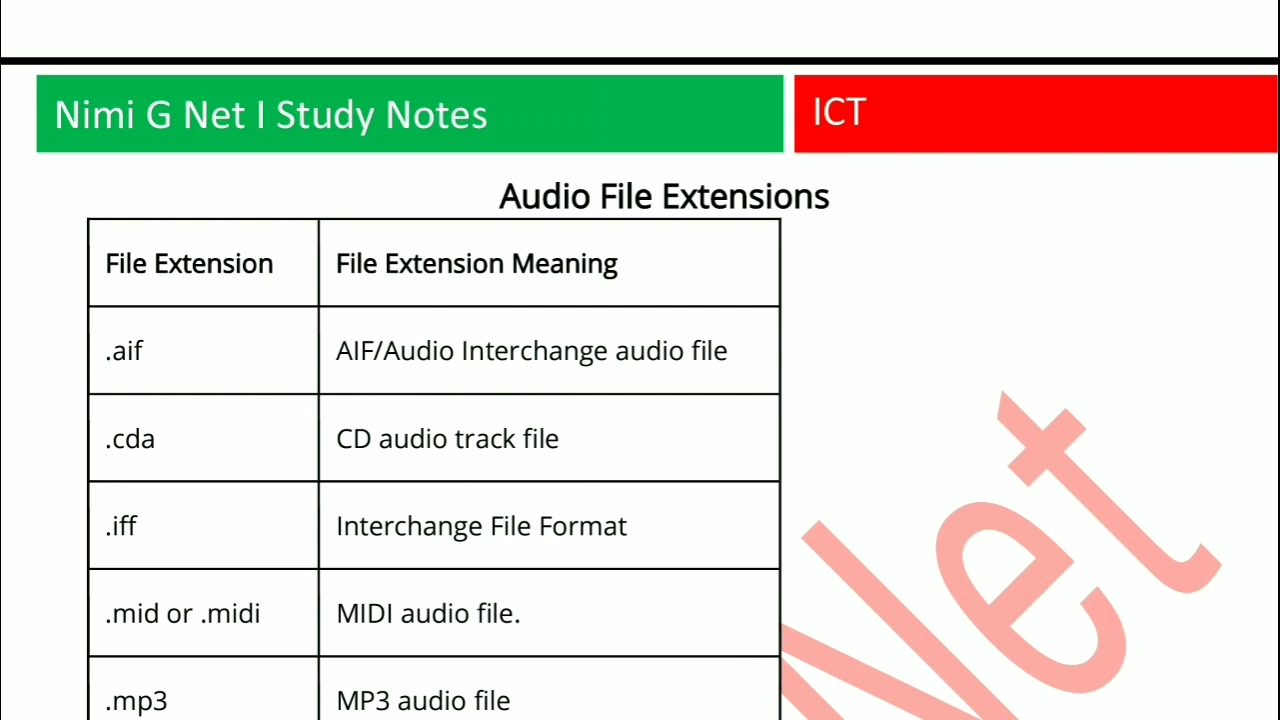 Nimi G Net I Study Notes
ICT
Audio File Extensions
File Extension File Extension Meaning
.aif AIF/Audio Interchange audio file
.cda CD audio track file
.iff Interchange File Format
.mid or .midi MIDI audio file.
.mp3 MP3 audio file
Net